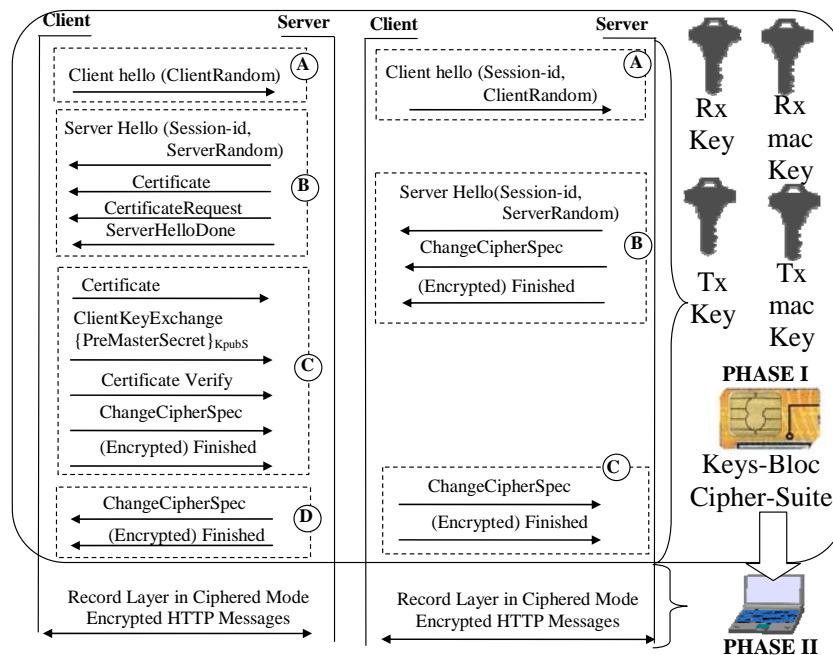 Client
Server
A
Client hello (ClientRandom)
Server Hello (Session-id,
ServerRandom)
B
Certificate
CertificateRequest
ServerHelloDone
Certificate
ClientKeyExchange
{PreMasterSecret}KpubS
C
Certificate Verify
ChangeCipherSpec
(Encrypted) Finished
ChangeCipherSpec
D
(Encrypted) Finished
Record Layer in Ciphered Mode
Encrypted HTTP Messages
Client
Server
A
Client hello (Session-id,
ClientRandom)
Server Hello(Session-id,
ServerRandom)
B
ChangeCipherSpec
(Encrypted) Finished
C
ChangeCipherSpec
(Encrypted) Finished
Record Layer in Ciphered Mode
Encrypted HTTP Messages
Rx
Key
Rx
mac
Key
Tx
Key
Tx
mac
Key
PHASE I
Keys-Bloc
Cipher-Suite
PHASE II